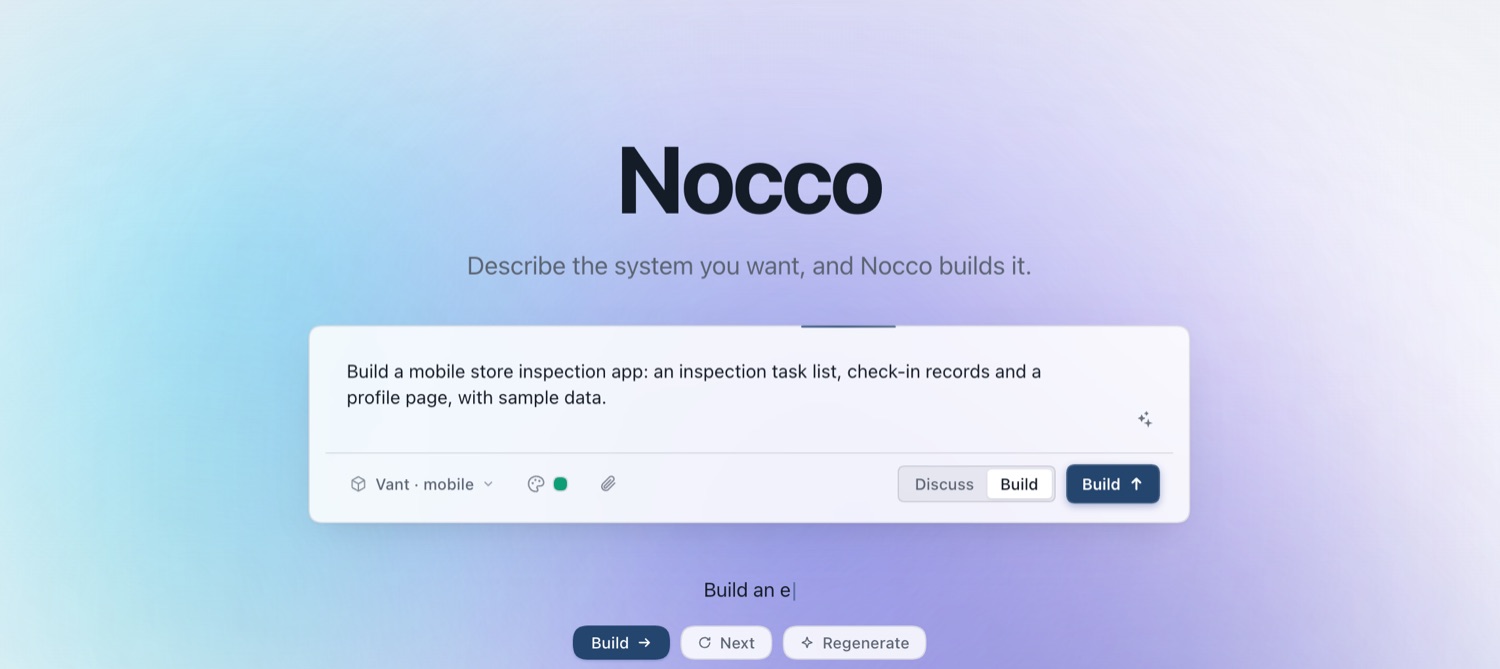 Nocco
Describe the system you want, and Nocco builds it.
Build a mobile store inspection app: an inspection task list, check-in records and a
profile page, with sample data.
Vant · mobile
Discuss
Build
Build ↑
Build an e
Build →
Next
Regenerate